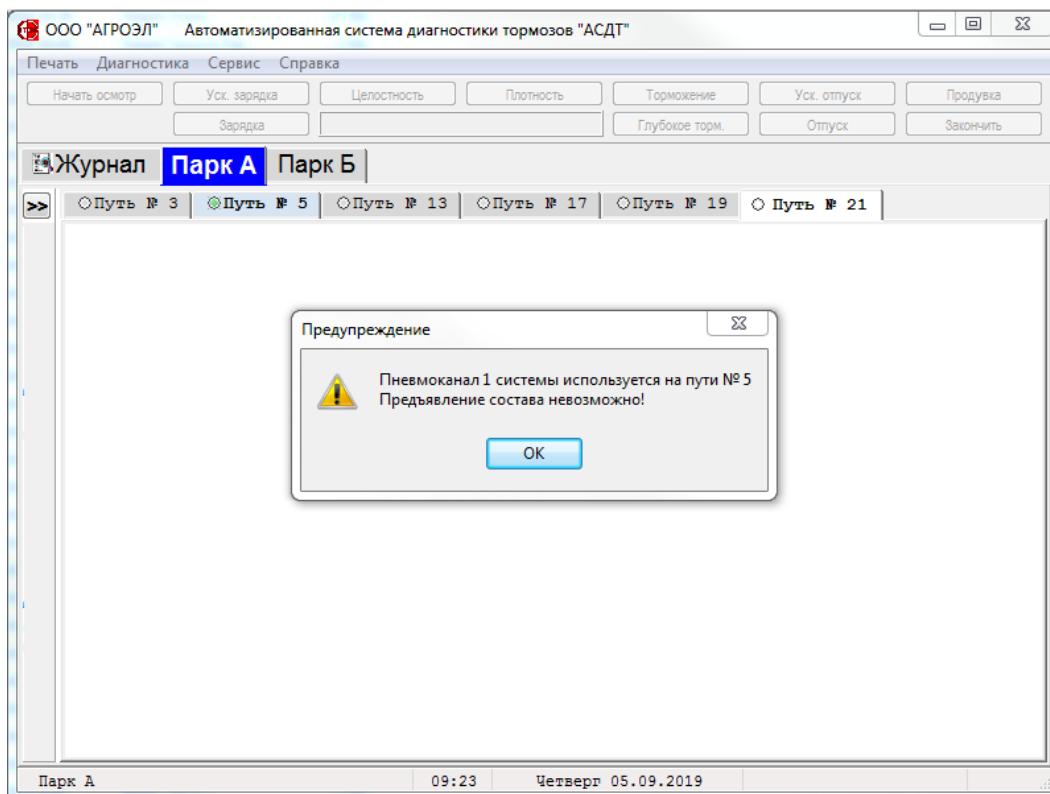 ООО "АГРОЭЛ" Автоматизированная система диагностики тормозов "АСДТ"
Печать Диагностика Сервис Справка
Начать осмотр Уск. зарядка Целостность Плотность Торможение Уск. отпуск Продувка
Зарядка Глубокое торм. Отпуск Закончить
Журнал Парк А Парк Б
>> Путь № 3 Путь № 5 Путь № 13 Путь № 17 Путь № 19 Путь № 21
Предупреждение
Пневмоканал 1 системы используется на пути № 5
Предъявление состава невозможно!
OK
Парк А 09:23 Четверг 05.09.2019